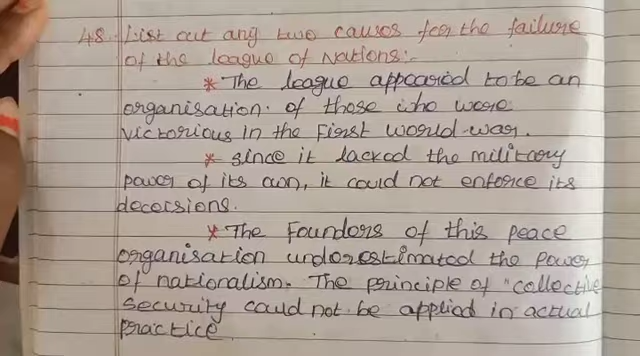 48. List out any two causes for the failure
of the league of Nations:-
* The league appeared to be an
organisation. of those who were
victorious in the First world-war.
* since it lacked the military
power of its own, it could not enforce its
decersions.
* The Founders of this peace
organisation underestimated the power
of nationalism. The principle of "collective
security could not be applied in actual
practice.